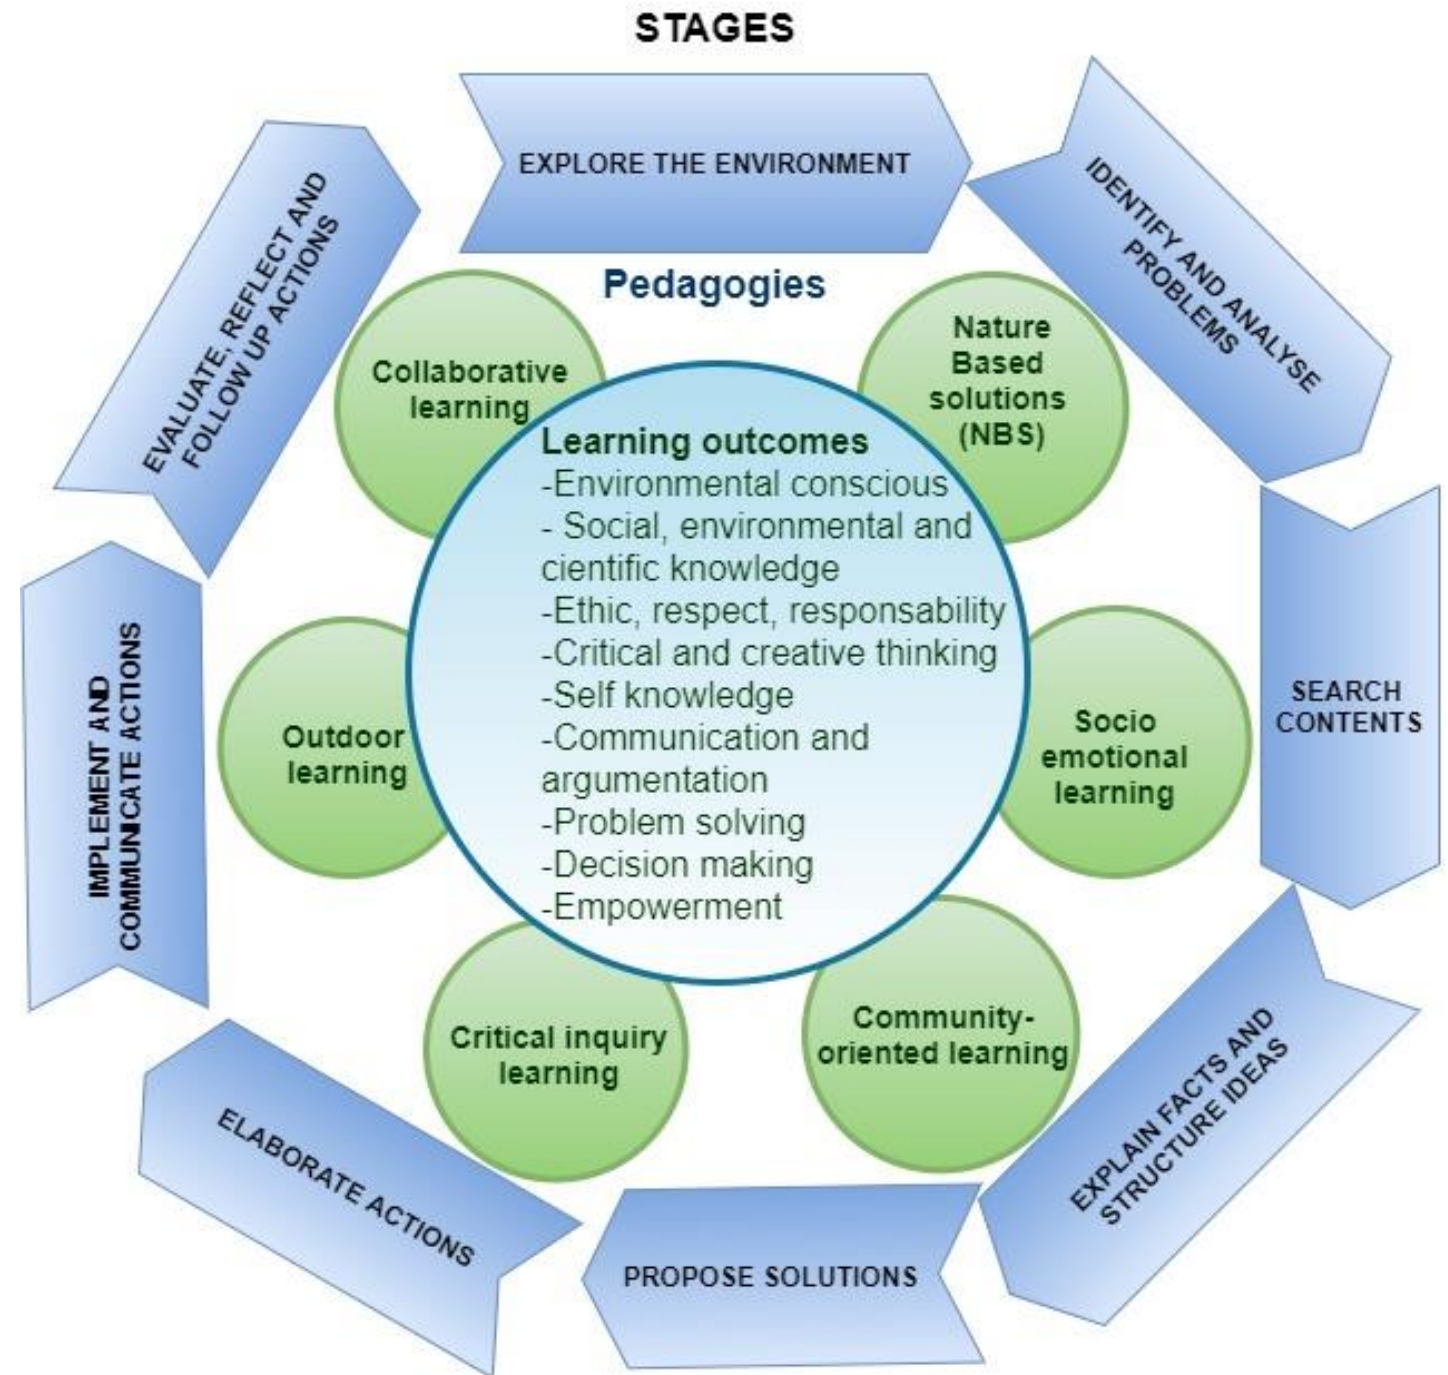 STAGES
EXPLORE THE ENVIRONMENT
IDENTIFY AND ANALYSE
PROBLEMS
SEARCH
CONTENTS
EXPLAIN FACTS AND
STRUCTURE IDEAS
PROPOSE SOLUTIONS
ELABORATE ACTIONS
IMPLEMENT AND
COMMUNICATE ACTIONS
EVALUATE, REFLECT AND
FOLLOW UP ACTIONS
Pedagogies
Collaborative
learning
Nature
Based
solutions
(NBS)
Socio
emotional
learning
Community-
oriented learning
Critical inquiry
learning
Outdoor
learning
Learning outcomes
-Environmental conscious
- Social, environmental and
cientific knowledge
-Ethic, respect, responsability
-Critical and creative thinking
-Self knowledge
-Communication and
argumentation
-Problem solving
-Decision making
-Empowerment